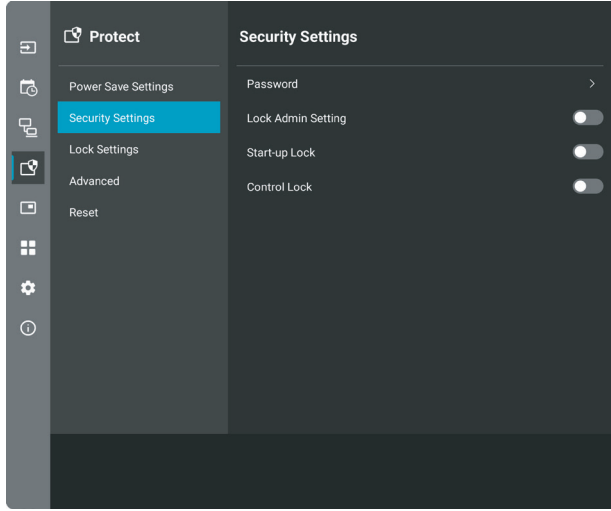 Protect
Security Settings
Power Save Settings
Security Settings
Lock Settings
Advanced
Reset
Password
Lock Admin Setting
Start-up Lock
Control Lock